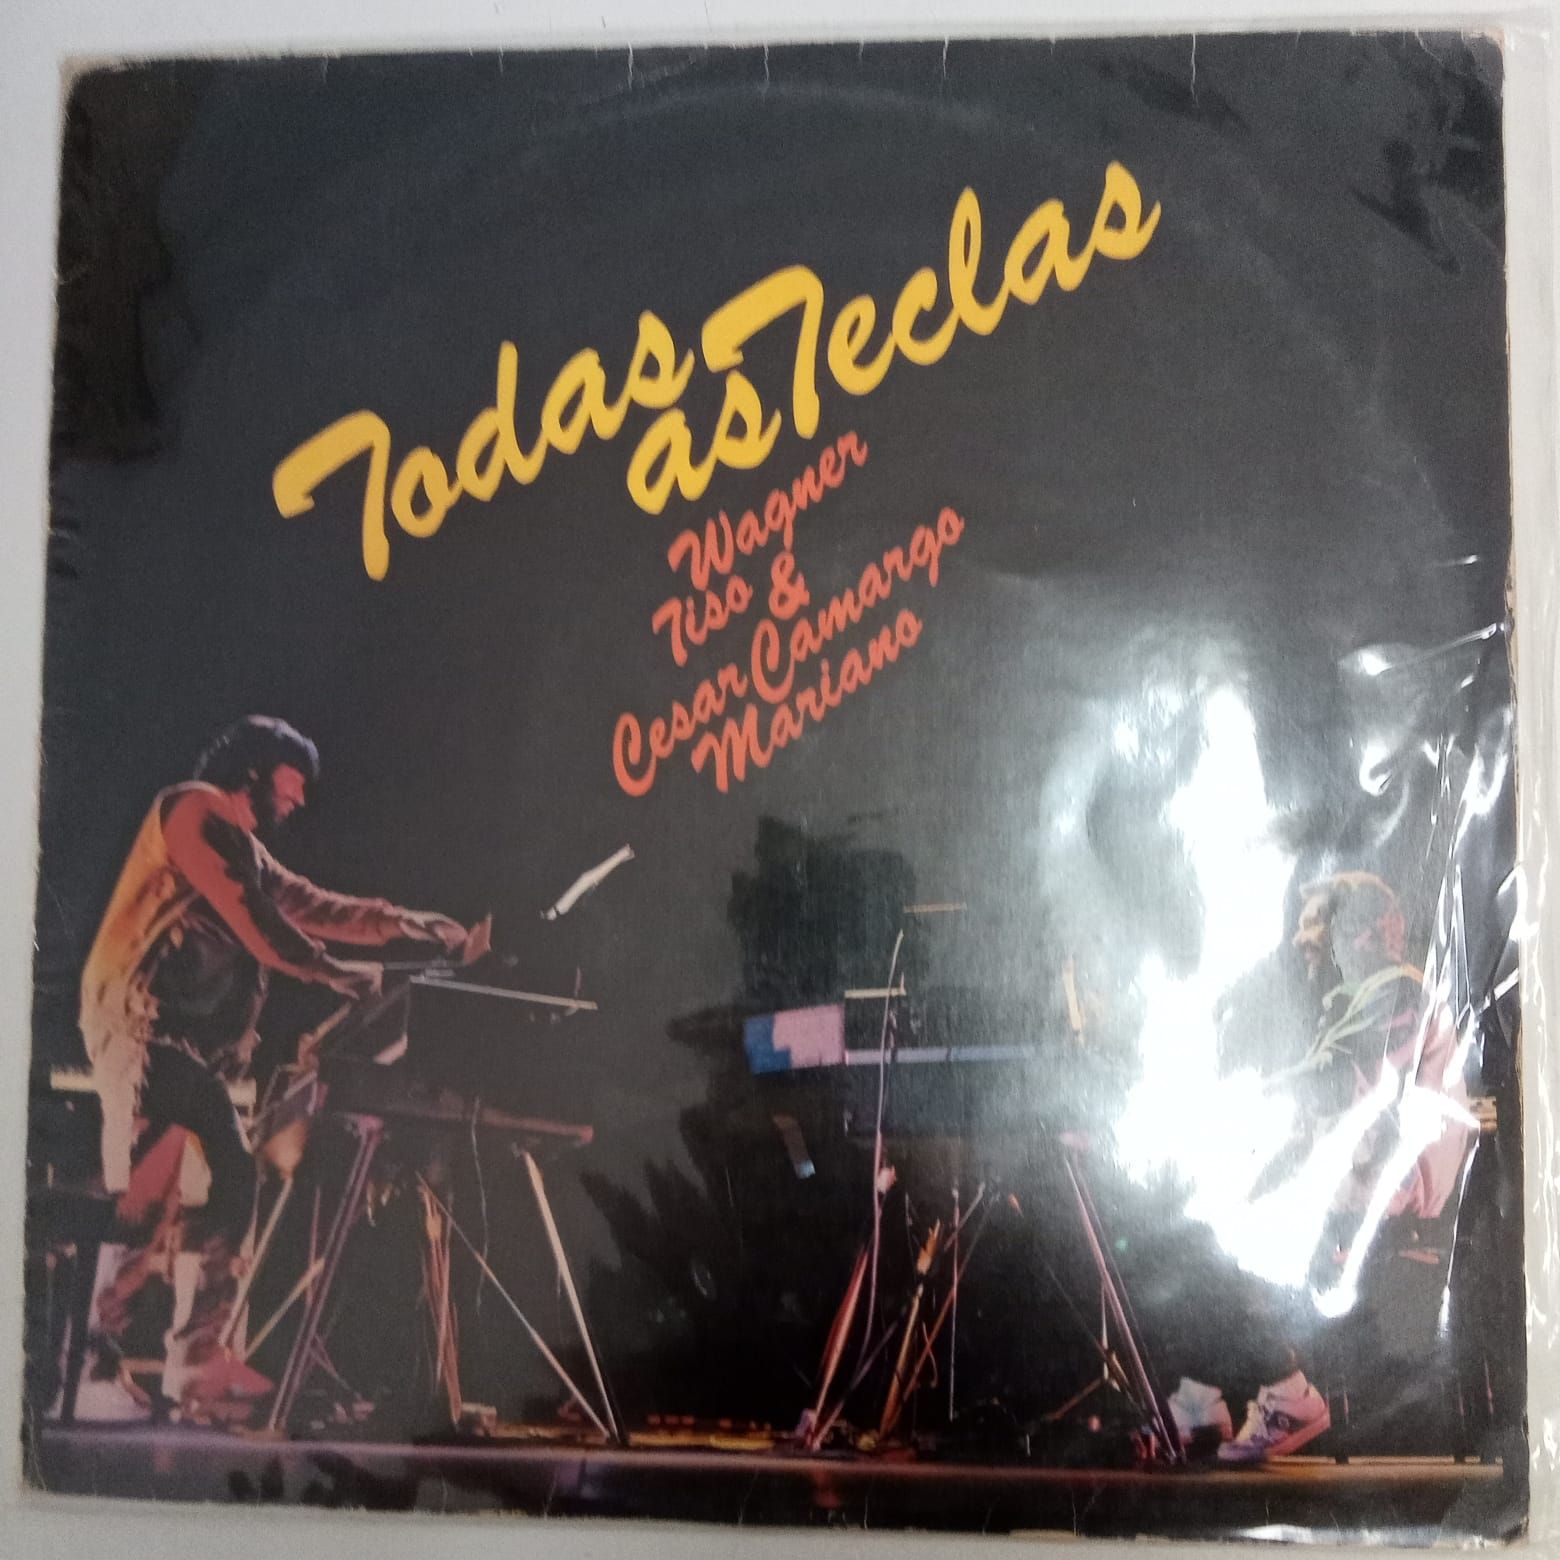 Todas as Teclas
Wagner
Tiso &
Cesar Camargo
Mariano